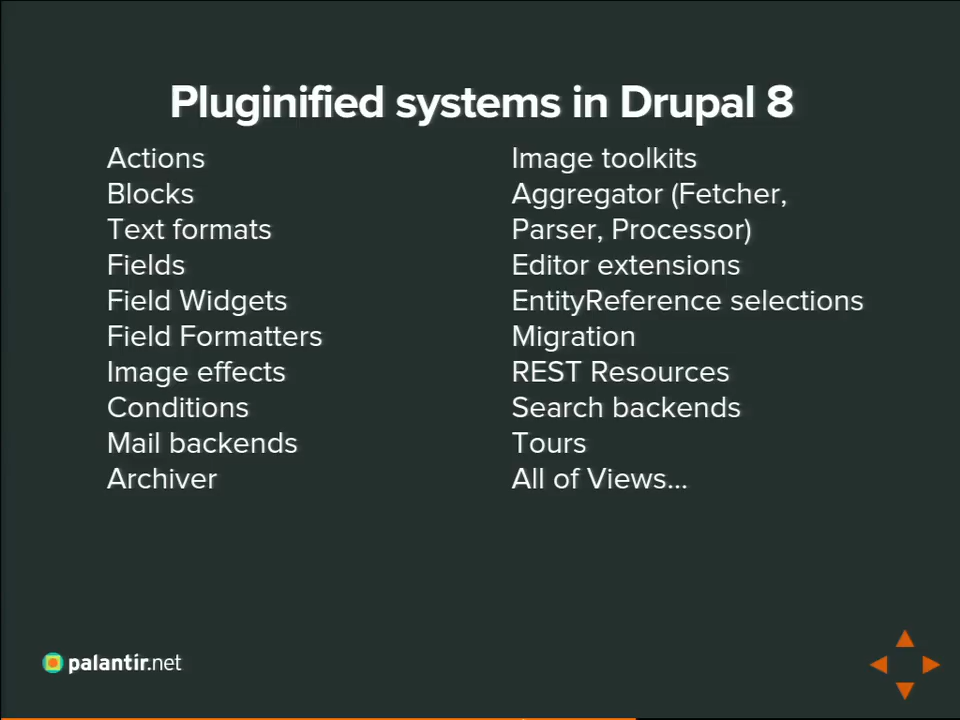 Pluginified systems in Drupal 8
Actions
Blocks
Text formats
Fields
Field Widgets
Field Formatters
Image effects
Conditions
Mail backends
Archiver
Image toolkits
Aggregator (Fetcher,
Parser, Processor)
Editor extensions
EntityReference selections
Migration
REST Resources
Search backends
Tours
All of Views...
palantir.net